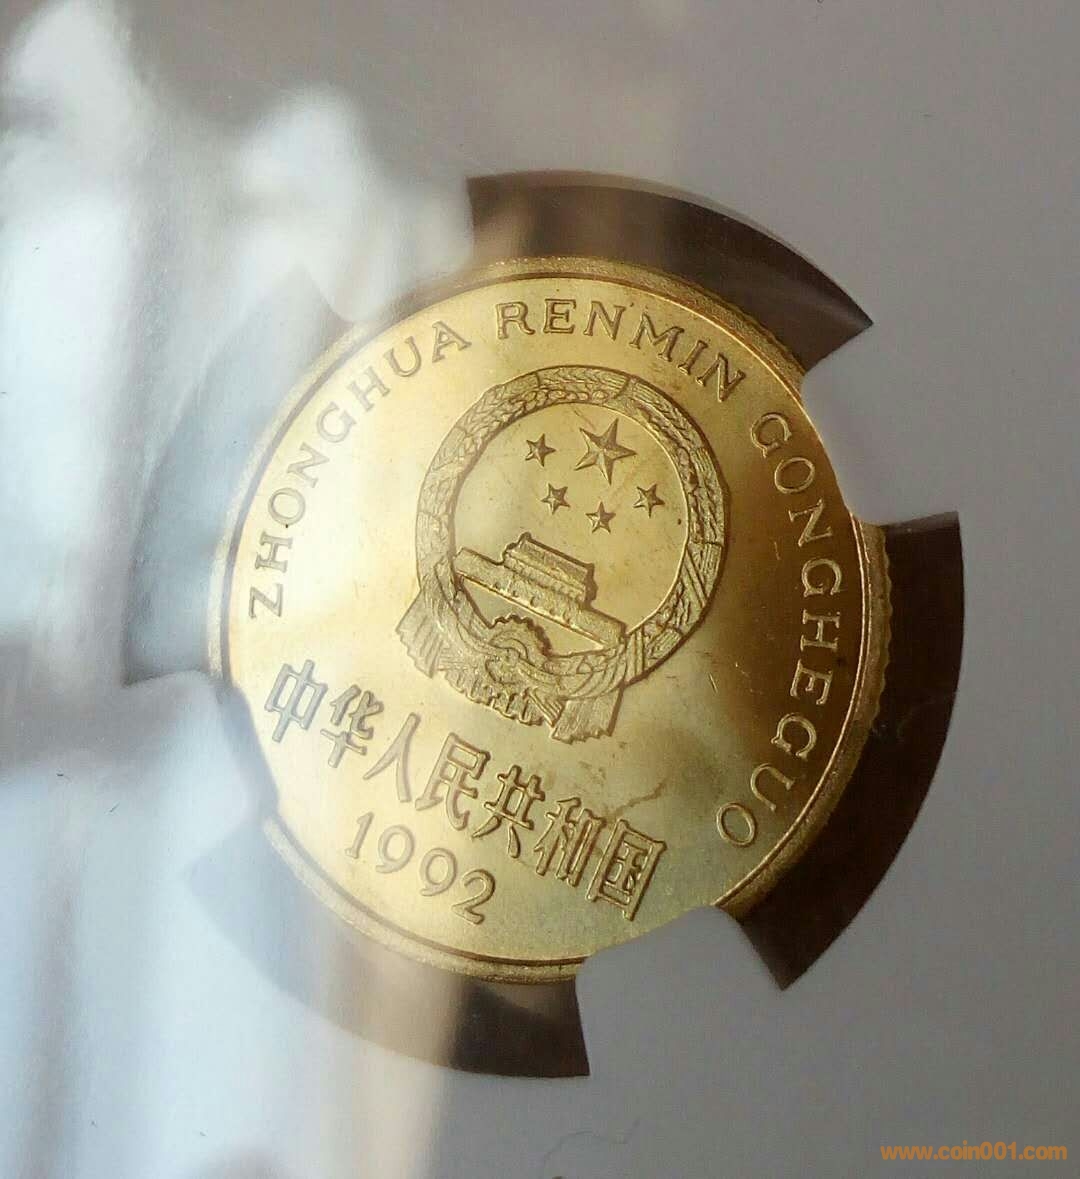 ZHONGHUA RENMIN GONGHEGUO
中华人民共和国
1992
www.coin001.com